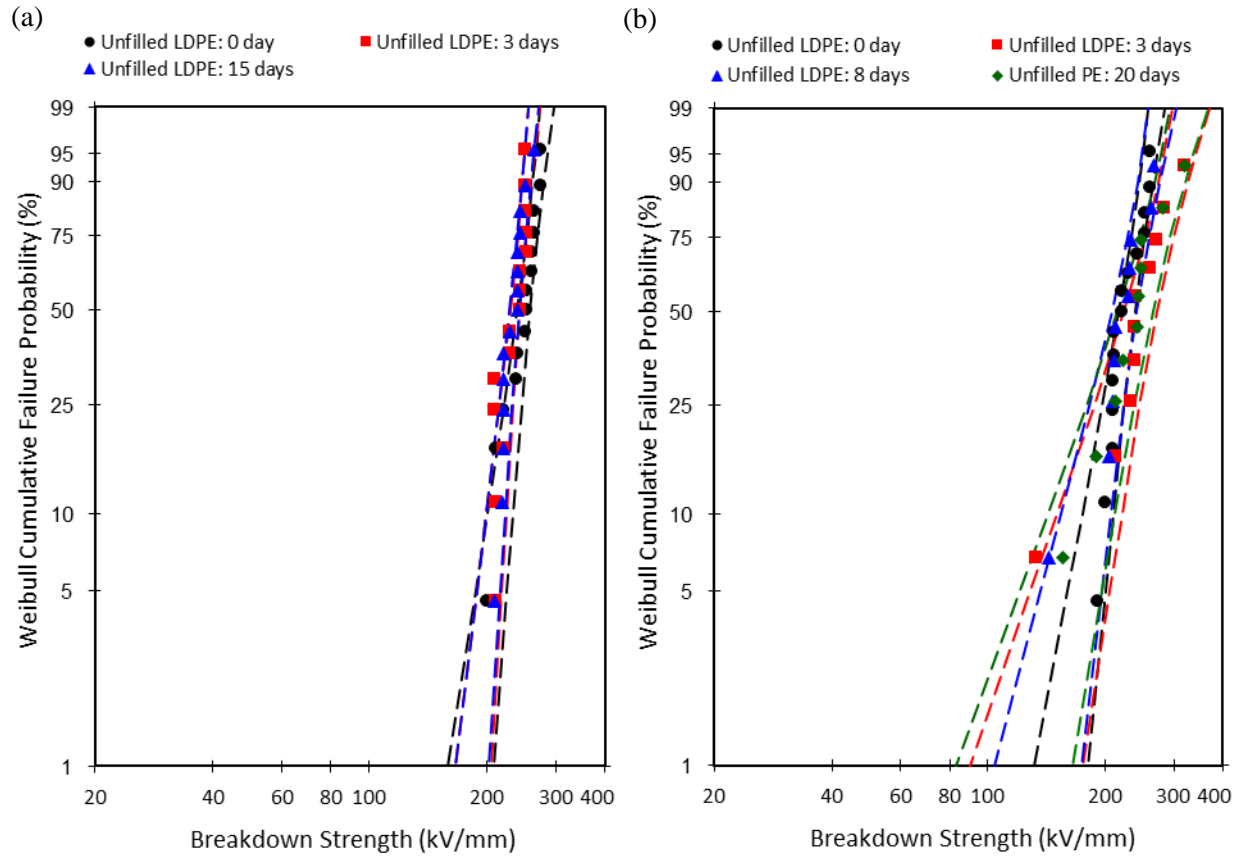 (a)
Unfilled LDPE: 0 day
Unfilled LDPE: 3 days
Unfilled LDPE: 15 days
99
95
90
75
50
25
10
5
1
Weibull Cumulative Failure Probability (%)
20
40
60
80
100
200
300
400
Breakdown Strength (kV/mm)
(b)
Unfilled LDPE: 0 day
Unfilled LDPE: 3 days
Unfilled LDPE: 8 days
Unfilled PE: 20 days
99
95
90
75
50
25
10
5
1
Weibull Cumulative Failure Probability (%)
20
40
60
80
100
200
300
400
Breakdown Strength (kV/mm)